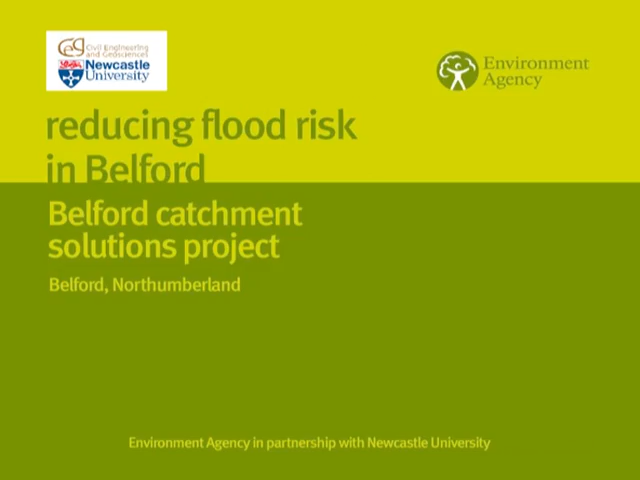 Civil Engineering
and Geosciences
Newcastle
University
Environment
Agency
reducing flood risk
in Belford
Belford catchment
solutions project
Belford, Northumberland
Environment Agency in partnership with Newcastle University